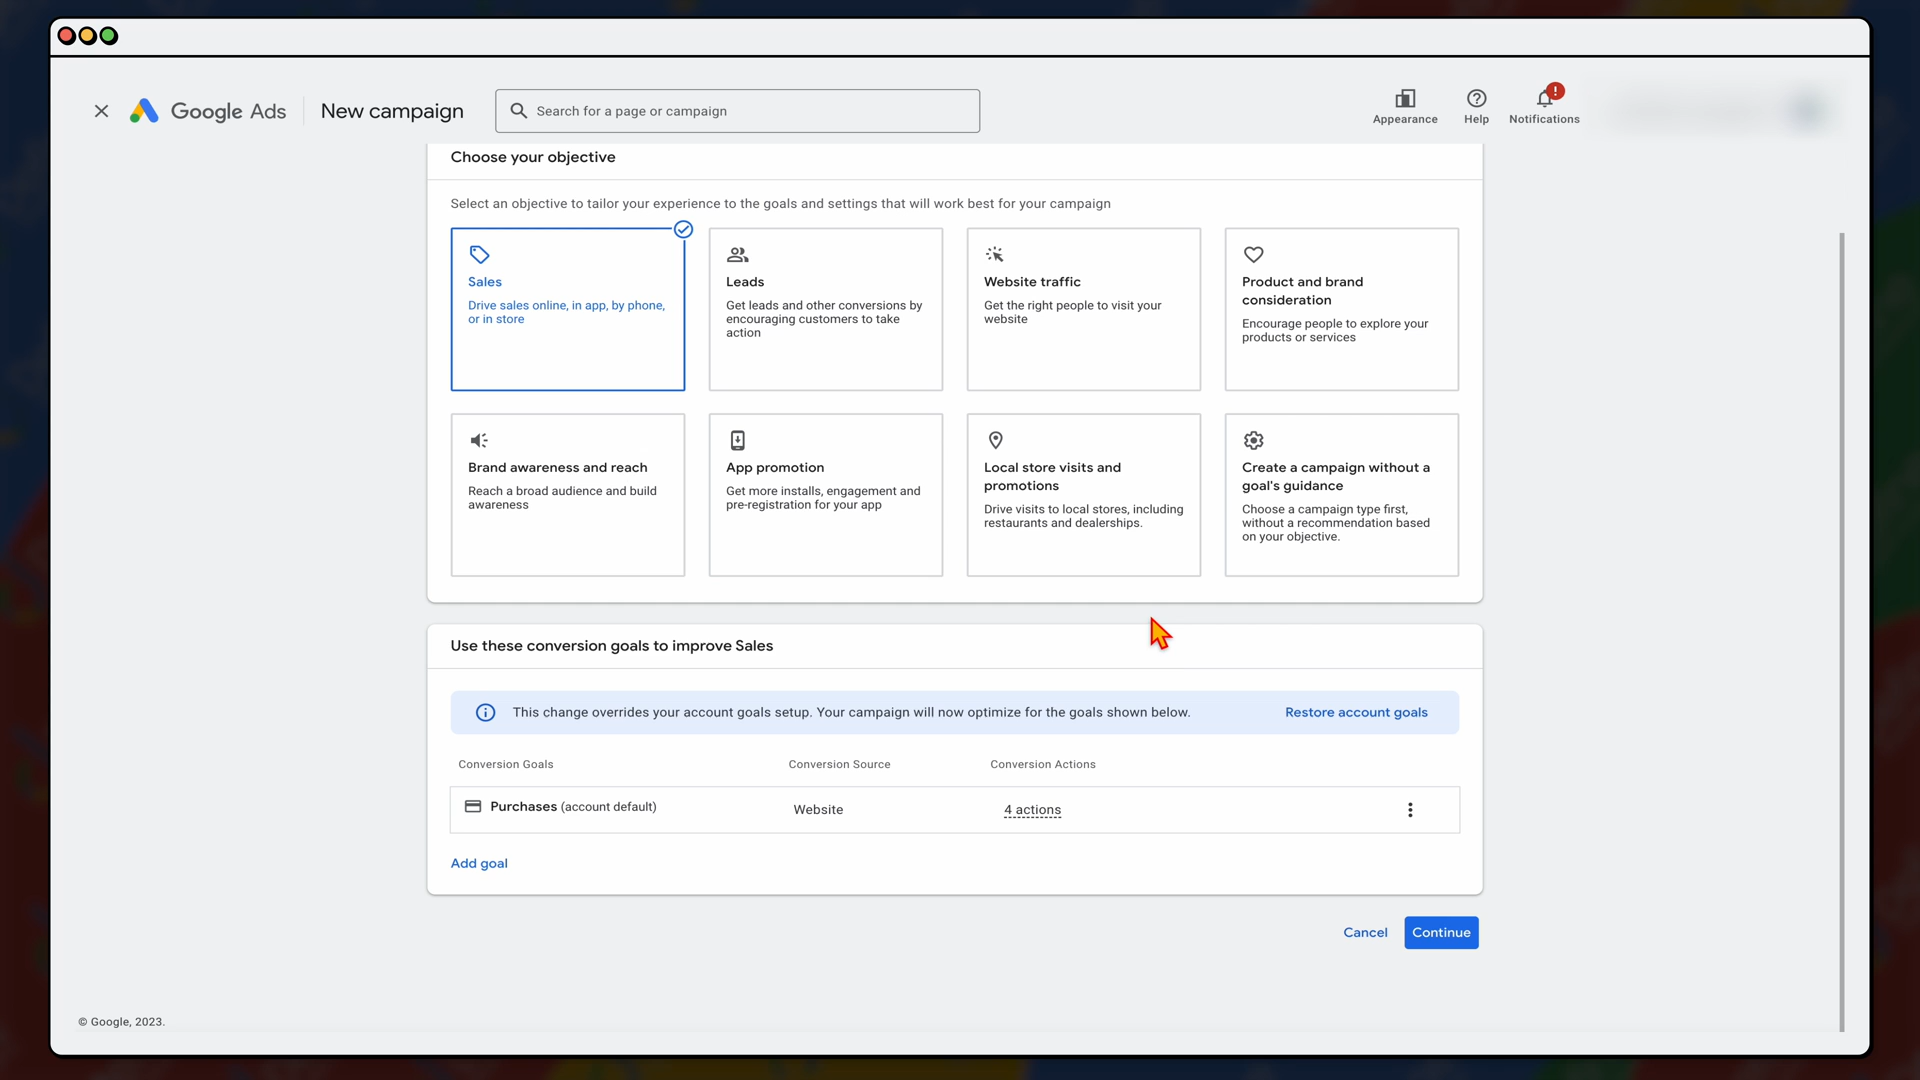 Google Ads
New campaign
Search for a page or campaign
Appearance
Help
!
Notifications
Choose your objective
Select an objective to tailor your experience to the goals and settings that will work best for your campaign
Sales
Drive sales online, in app, by phone,
or in store
Leads
Get leads and other conversions by
encouraging customers to take
action
Website traffic
Get the right people to visit your
website
Product and brand
consideration
Encourage people to explore your
products or services
Brand awareness and reach
Reach a broad audience and build
awareness
App promotion
Get more installs, engagement and
pre-registration for your app
Local store visits and
promotions
Drive visits to local stores, including
restaurants and dealerships.
Create a campaign without a
goal's guidance
Choose a campaign type first,
without a recommendation based
on your objective.
Use these conversion goals to improve Sales
This change overrides your account goals setup. Your campaign will now optimize for the goals shown below.
Restore account goals
Conversion Goals
Conversion Source
Conversion Actions
Purchases (account default)
Website
4 actions
Add goal
Cancel
Continue
© Google, 2023.